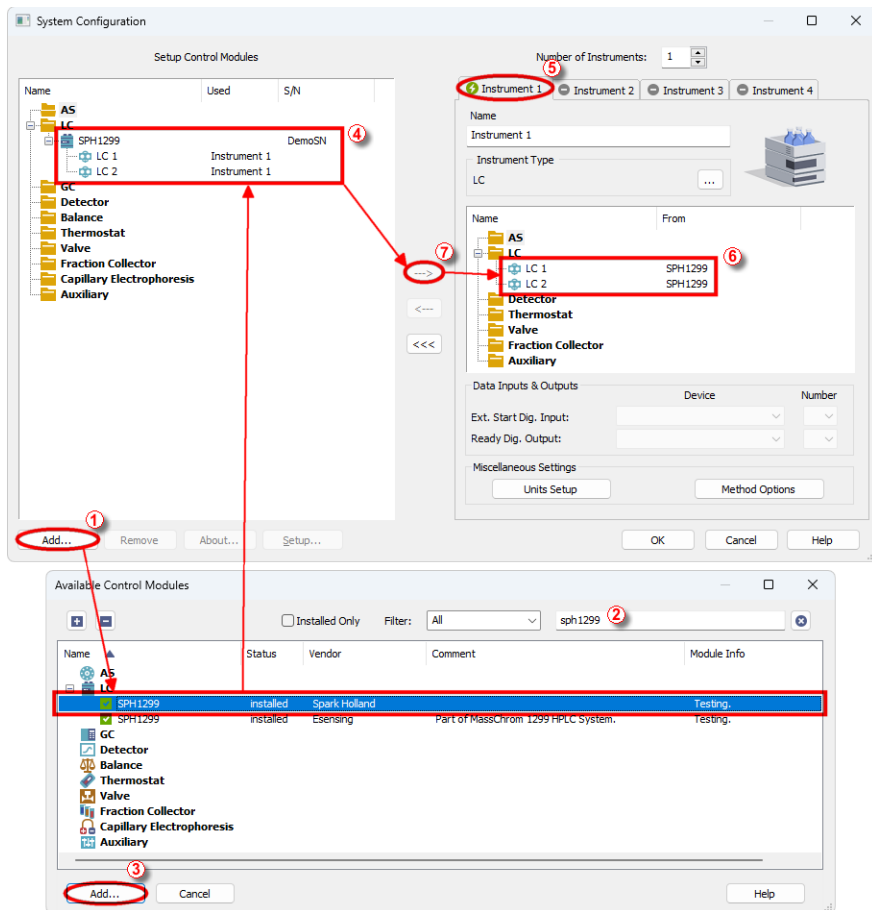 System Configuration
Setup Control Modules
Number of Instruments: 1
Name Used S/N
AS
LC
SPH1299 DemoSN
LC 1 Instrument 1
LC 2 Instrument 1
GC
Detector
Balance
Thermostat
Valve
Fraction Collector
Capillary Electrophoresis
Auxiliary
④
⑦
--->
<---
<<<
⑤
Instrument 1 Instrument 2 Instrument 3 Instrument 4
Name
Instrument 1
Instrument Type
LC ...
Name From
AS
LC
LC 1 SPH1299
LC 2 SPH1299
⑥
Detector
Thermostat
Valve
Fraction Collector
Auxiliary
Data Inputs & Outputs
Device Number
Ext. Start Dig. Input:
Ready Dig. Output:
Miscellaneous Settings
Units Setup Method Options
①
Add... Remove About... Setup... OK Cancel Help
Available Control Modules
Installed Only Filter: All sph1299 ②
Name Status Vendor Comment Module Info
AS
LC
SPH1299 installed Spark Holland Testing.
SPH1299 installed Esensing Part of MassChrom 1299 HPLC System. Testing.
GC
Detector
Balance
Thermostat
Valve
Fraction Collector
Capillary Electrophoresis
Auxiliary
③
Add... Cancel Help